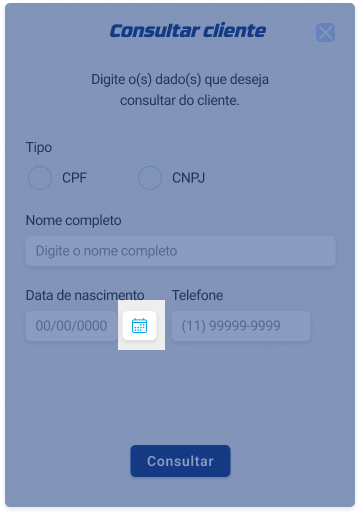 Consultar cliente
Digite o(s) dado(s) que deseja
consultar do cliente.
Tipo
CPF CNPJ
Nome completo
Digite o nome completo
Data de nascimento Telefone
00/00/0000 (11) 99999-9999
Consultar